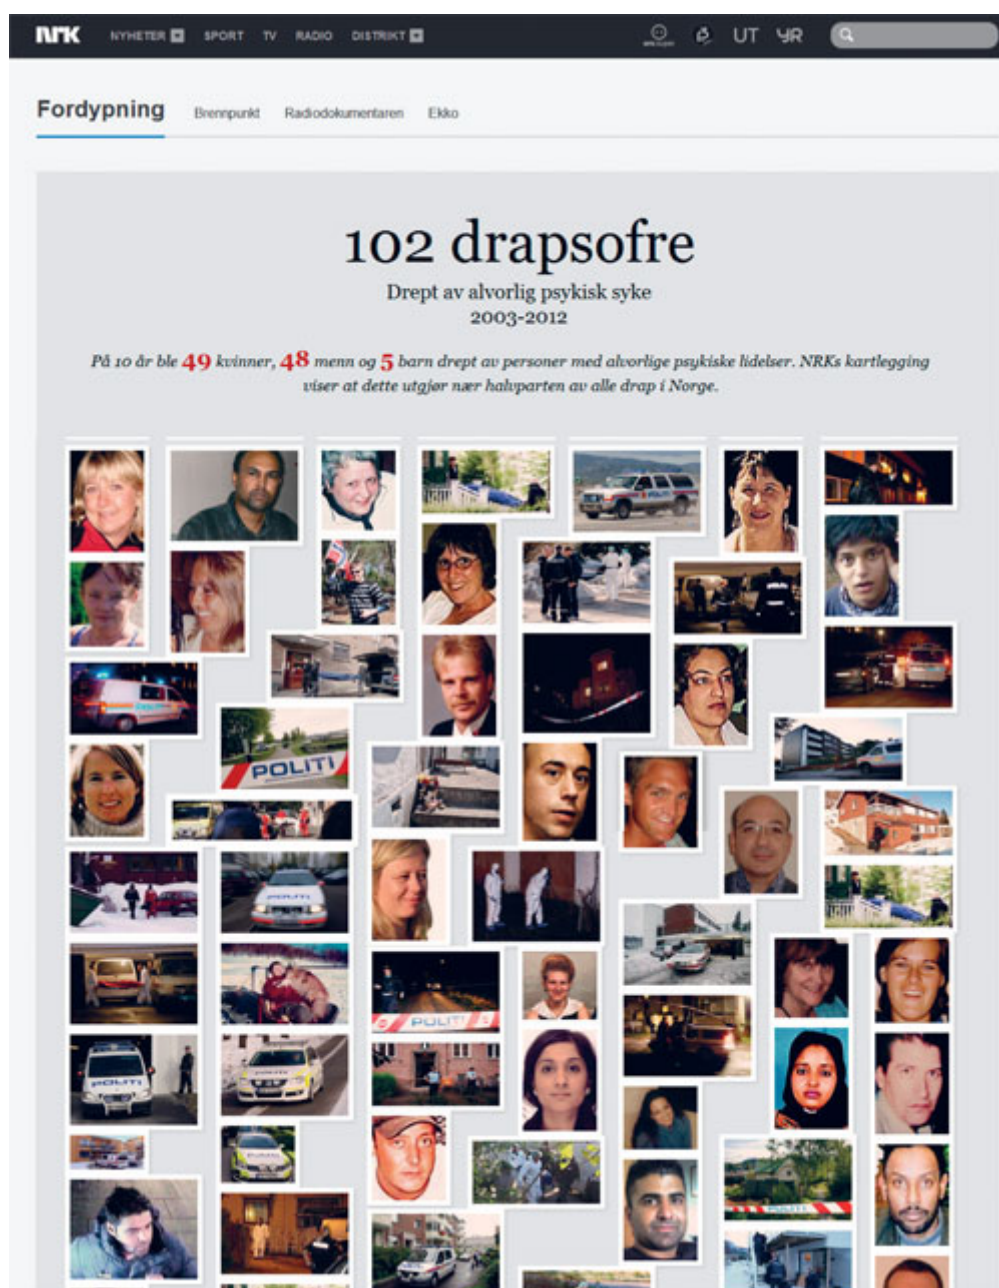 NRK NYHETER SPORT TV RADIO DISTRIKT UT YR
Fordypning Brennpunkt Radiodokumentaren Ekko
102 drapsofre
Drept av alvorlig psykisk syke
2003-2012
På 10 år ble 49 kvinner, 48 menn og 5 barn drept av personer med alvorlige psykiske lidelser. NRKs kartlegging
viser at dette utgjør nær halvparten av alle drap i Norge.
POLITI
POLITI
POLITI
POLITI
POLITI